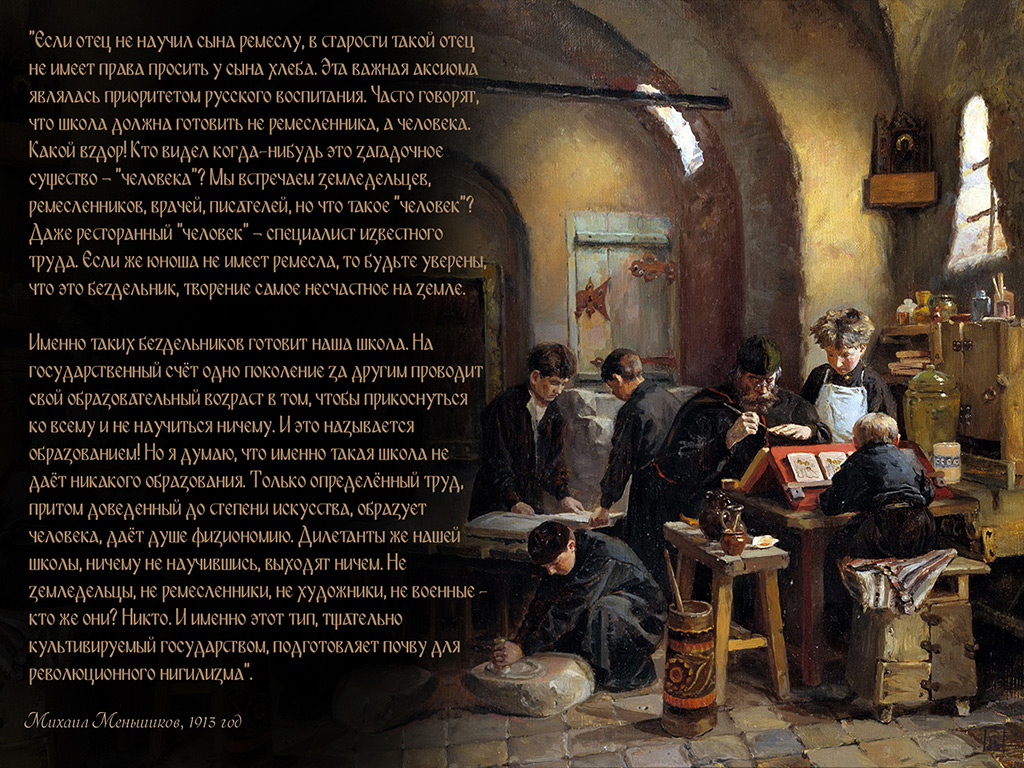 "Если отец не научил сына ремеслу, в старости такой отец
не имеет права просить у сына хлеба. Эта важная аксиома
являлась приоритетом русского воспитания. Часто говорят,
что школа должна готовить не ремесленника, а человека.
Какой вздор! Кто видел когда-нибудь это загадочное
существо – "человека"? Мы встречаем земледельцев,
ремесленников, врачей, писателей, но что такое "человек"?
Даже ресторанный "человек" – специалист известного
труда. Если же юноша не имеет ремесла, то будьте уверены,
что это бездельник, творение самое несчастное на земле.
Именно таких бездельников готовит наша школа. На
государственный счёт одно поколение за другим проводит
свой образовательный возраст в том, чтобы прикоснуться
ко всему и не научиться ничему. И это называется
образованием! Но я думаю, что именно такая школа не
даёт никакого образования. Только определённый труд,
притом доведенный до степени искусства, образует
человека, даёт душе физиономию. Дилетанты же нашей
школы, ничему не научившись, выходят ничем. Не
земледельцы, не ремесленники, не художники, не военные –
кто же они? Никто. И именно этот тип, тщательно
культивируемый государством, подготовляет почву для
революционного нигилизма".
Михаил Меньшиков, 1913 год